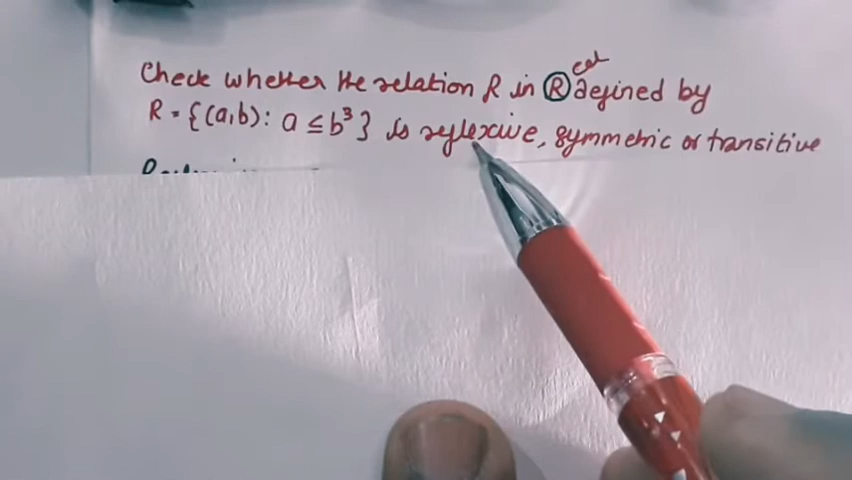 Check whether the relation R in ℝ defined by
R = {(a,b): a ≤ b³} is reflexive, symmetric or transitive